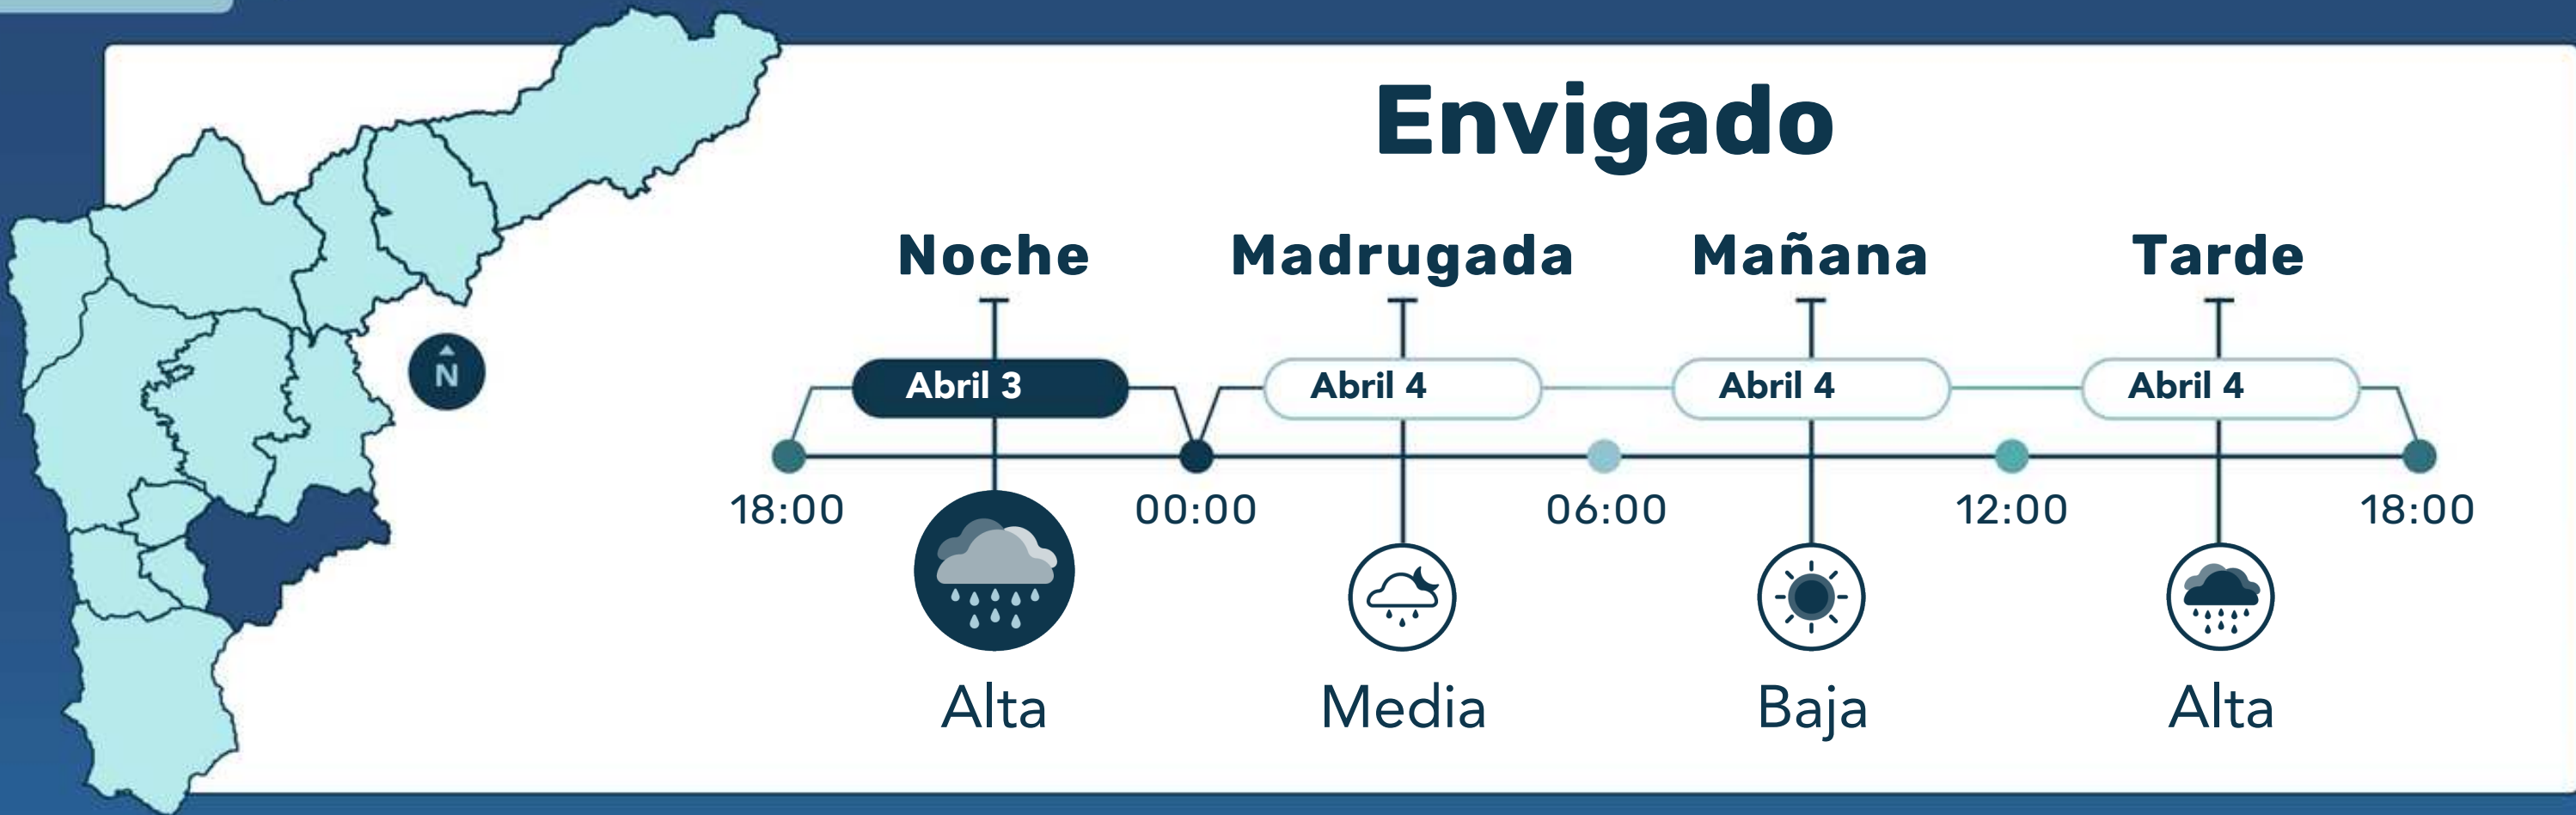 Envigado
Noche Madrugada Mañana Tarde
N
Abril 3 Abril 4 Abril 4 Abril 4
18:00 00:00 06:00 12:00 18:00
Alta Media Baja Alta